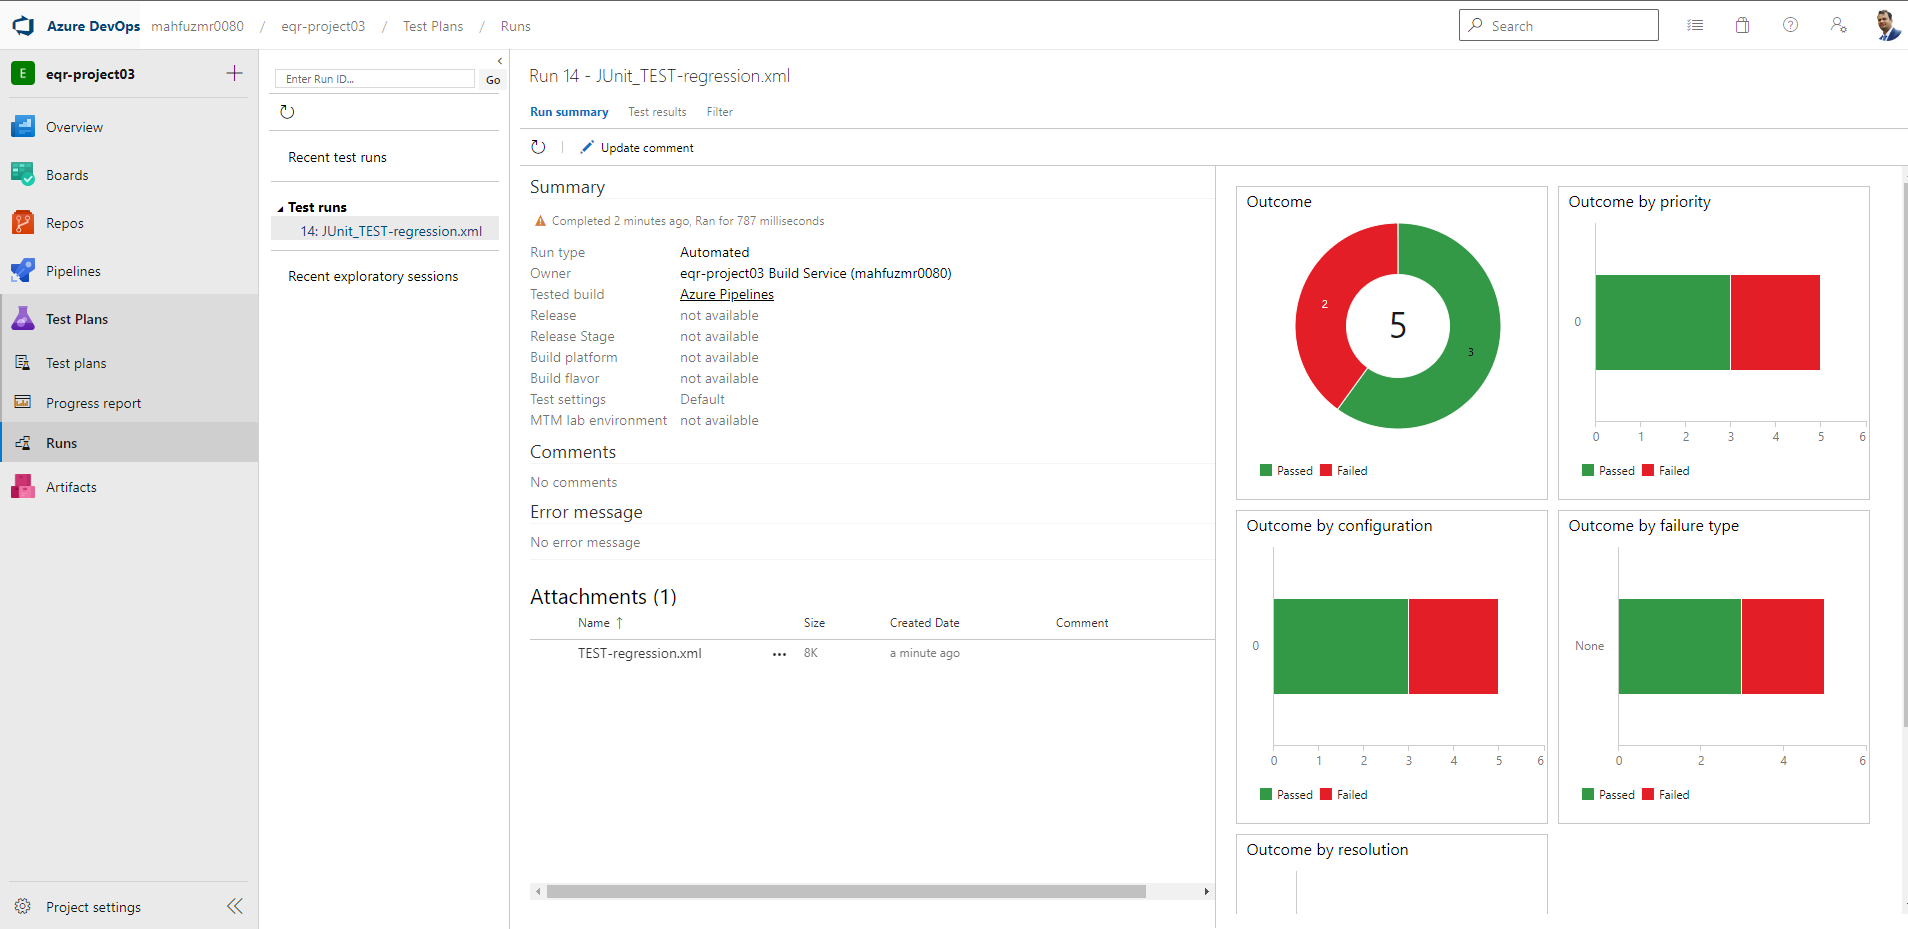 Azure DevOps mahfuzmr0080 / eqr-project03 / Test Plans / Runs
Search
E eqr-project03
Overview
Boards
Repos
Pipelines
Test Plans
Test plans
Progress report
Runs
Artifacts
Project settings
Enter Run ID...
Go
Recent test runs
Test runs
14: JUnit_TEST-regression.xml
Recent exploratory sessions
Run 14 - JUnit_TEST-regression.xml
Run summary Test results Filter
Update comment
Summary
Completed 2 minutes ago, Ran for 787 milliseconds
Run type Automated
Owner eqr-project03 Build Service (mahfuzmr0080)
Tested build Azure Pipelines
Release not available
Release Stage not available
Build platform not available
Build flavor not available
Test settings Default
MTM lab environment not available
Comments
No comments
Error message
No error message
Attachments (1)
Name ↑ Size Created Date Comment
TEST-regression.xml ... 8K a minute ago
Outcome
2
5
3
Passed Failed
Outcome by priority
0
0 1 2 3 4 5 6
Passed Failed
Outcome by configuration
0
0 1 2 3 4 5 6
Passed Failed
Outcome by failure type
None
0 2 4 6
Passed Failed
Outcome by resolution